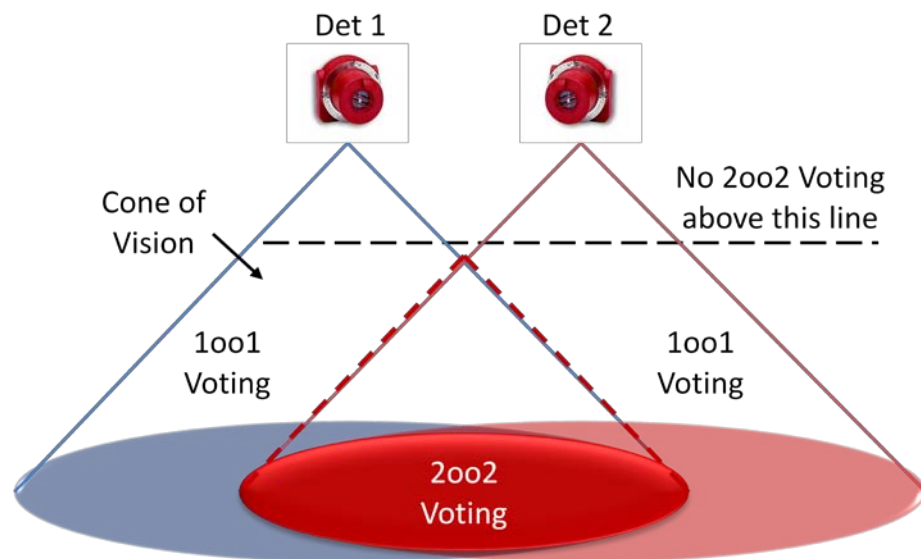 Det 1
Det 2
No 2oo2 Voting
above this line
Cone of
Vision
1oo1
Voting
1oo1
Voting
2oo2
Voting